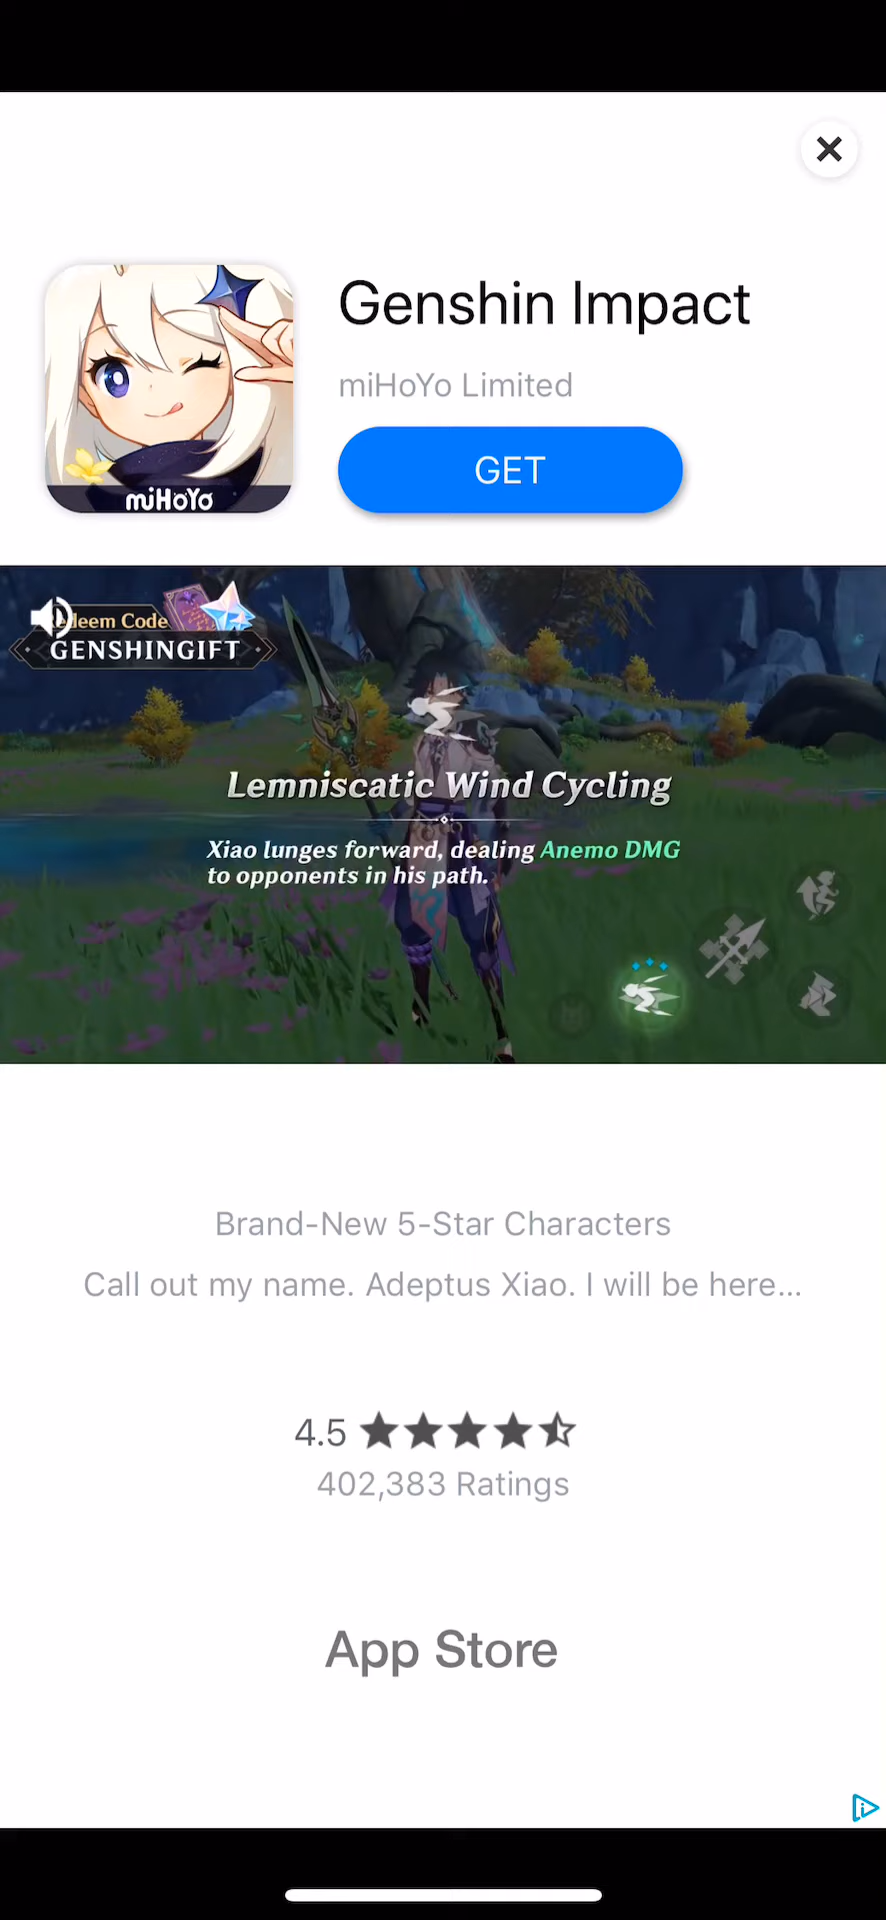 Genshin Impact
miHoYo Limited
GET
miHoYo
Redeem Code
GENSHINGIFT
Lemniscatic Wind Cycling
Xiao lunges forward, dealing Anemo DMG
to opponents in his path.
Brand-New 5-Star Characters
Call out my name. Adeptus Xiao. I will be here...
4.5
402,383 Ratings
App Store